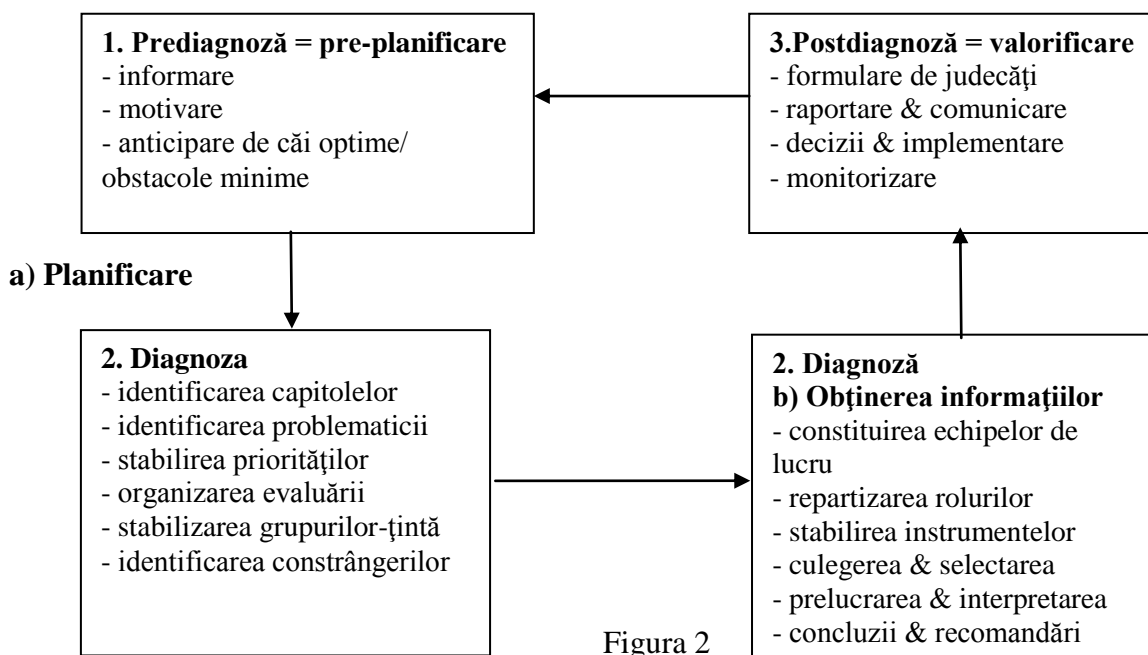 1. Prediagnoză = pre-planificare
- informare
- motivare
- anticipare de căi optime/
obstacole minime
3.Postdiagnoză = valorificare
- formulare de judecăţi
- raportare & comunicare
- decizii & implementare
- monitorizare
a) Planificare
2. Diagnoza
- identificarea capitolelor
- identificarea problematicii
- stabilirea priorităţilor
- organizarea evaluării
- stabilizarea grupurilor-ţintă
- identificarea constrângerilor
2. Diagnoză
b) Obţinerea informaţiilor
- constituirea echipelor de
lucru
- repartizarea rolurilor
- stabilirea instrumentelor
- culegerea & selectarea
- prelucrarea & interpretarea
- concluzii & recomandări
Figura 2